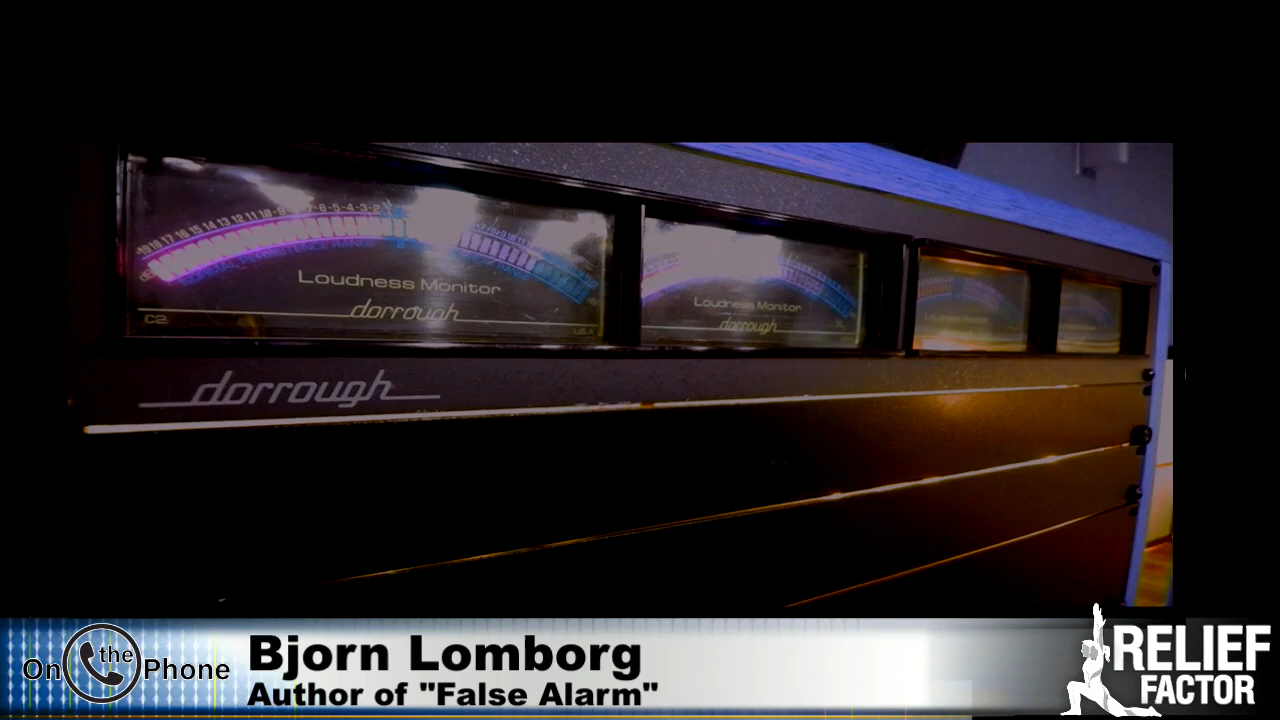 Loudness Monitor
dorrough
C2
USA
Loudness Monitor
dorrough
dorrough
On the Phone
Bjorn Lomborg
Author of "False Alarm"
RELIEF
FACTOR